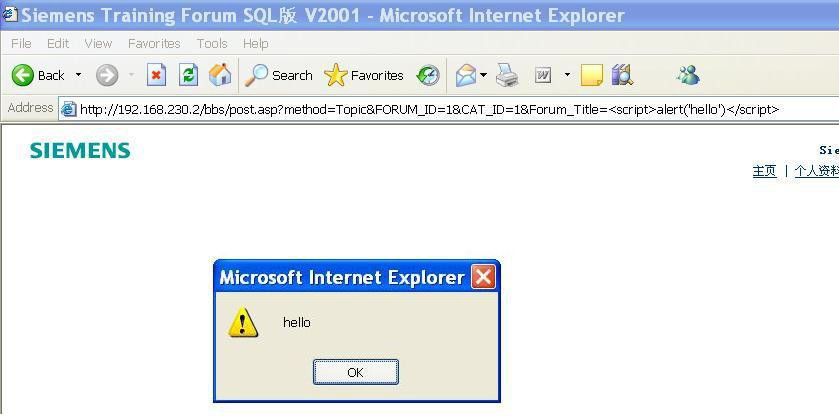 Siemens Training Forum SQL版 V2001 - Microsoft Internet Explorer
File Edit View Favorites Tools Help
Back Search Favorites W
Address http://192.168.230.2/bbs/post.asp?method=Topic&FORUM_ID=1&CAT_ID=1&Forum_Title=<script>alert('hello')</script>
SIEMENS
Sie
主页 | 个人资料
Microsoft Internet Explorer
hello
OK